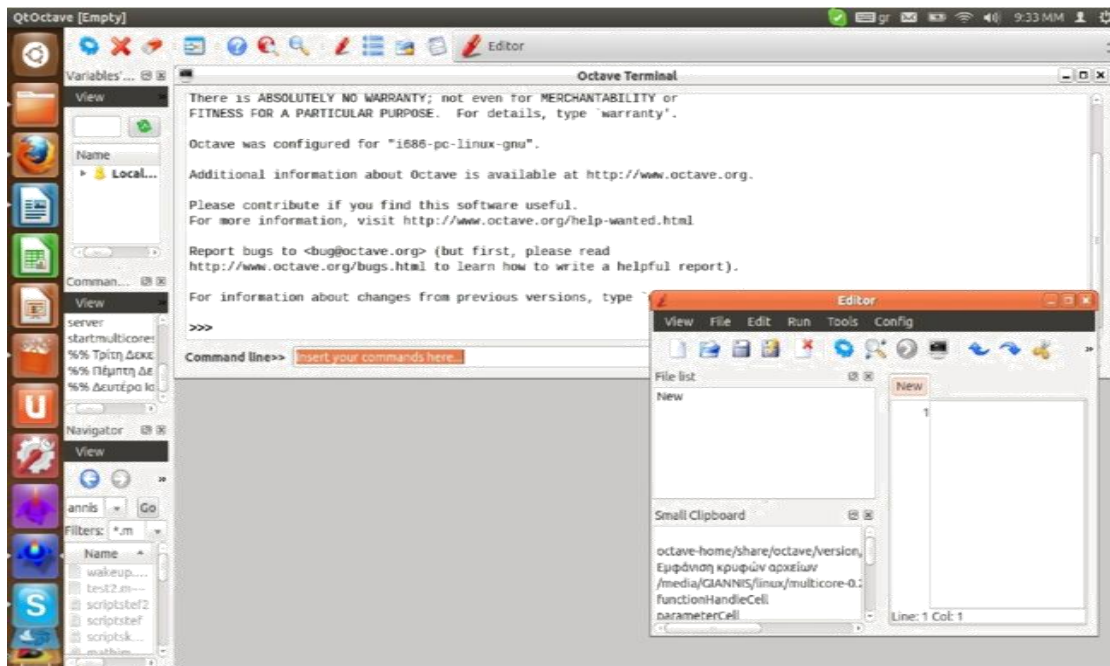 QtOctave [Empty]
gr
9:33 ΜΜ
Editor
Variables'...
View
Name
Local...
Comman...
View
server
startmulticores
%% Τρίτη Δεκε
%% Πέμπτη Δε
%% Δευτέρα Ια
Navigator
View
annis
Go
Filters: *.m
Name
wakeup....
test2.m~~
scriptstef2
scriptstef
scriptsk...
mathim...
Octave Terminal
There is ABSOLUTELY NO WARRANTY; not even for MERCHANTABILITY or
FITNESS FOR A PARTICULAR PURPOSE.  For details, type `warranty'.
Octave was configured for "i686-pc-linux-gnu".
Additional information about Octave is available at http://www.octave.org.
Please contribute if you find this software useful.
For more information, visit http://www.octave.org/help-wanted.html
Report bugs to <bug@octave.org> (but first, please read
http://www.octave.org/bugs.html to learn how to write a helpful report).
For information about changes from previous versions, type `
>>>
Command line>> Insert your commands here...
Editor
View File Edit Run Tools Config
File list
New
New
1
Small Clipboard
octave-home/share/octave/version,
Εμφάνιση κρυφών αρχείων
/media/GIANNIS/linux/multicore-0.2
functionHandleCell
parameterCell
Line: 1 Col: 1